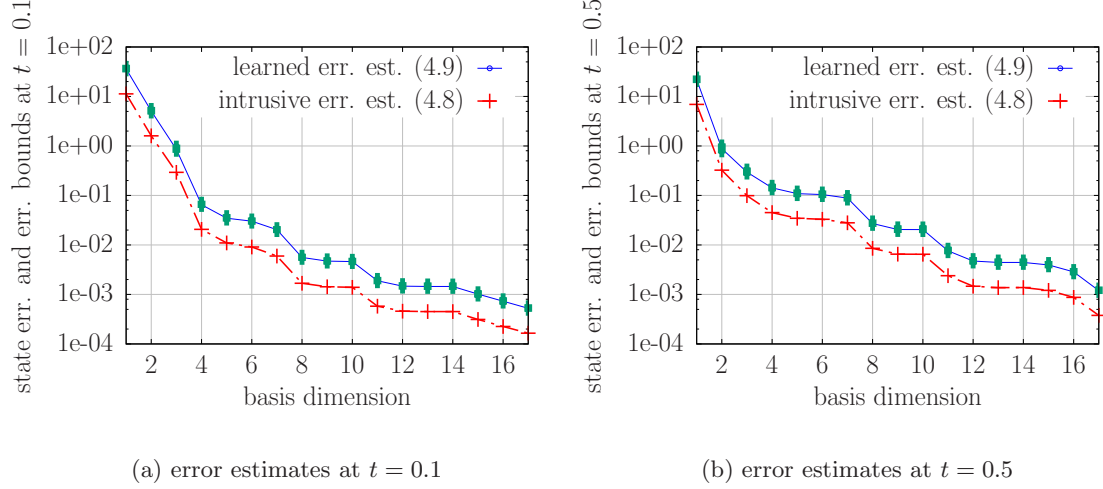 state err. and err. bounds at t = 0.1
1e+02
1e+01
1e+00
1e-01
1e-02
1e-03
1e-04
learned err. est. (4.9)
intrusive err. est. (4.8)
2 4 6 8 10 12 14 16
basis dimension
(a) error estimates at t = 0.1
state err. and err. bounds at t = 0.5
1e+02
1e+01
1e+00
1e-01
1e-02
1e-03
1e-04
learned err. est. (4.9)
intrusive err. est. (4.8)
2 4 6 8 10 12 14 16
basis dimension
(b) error estimates at t = 0.5